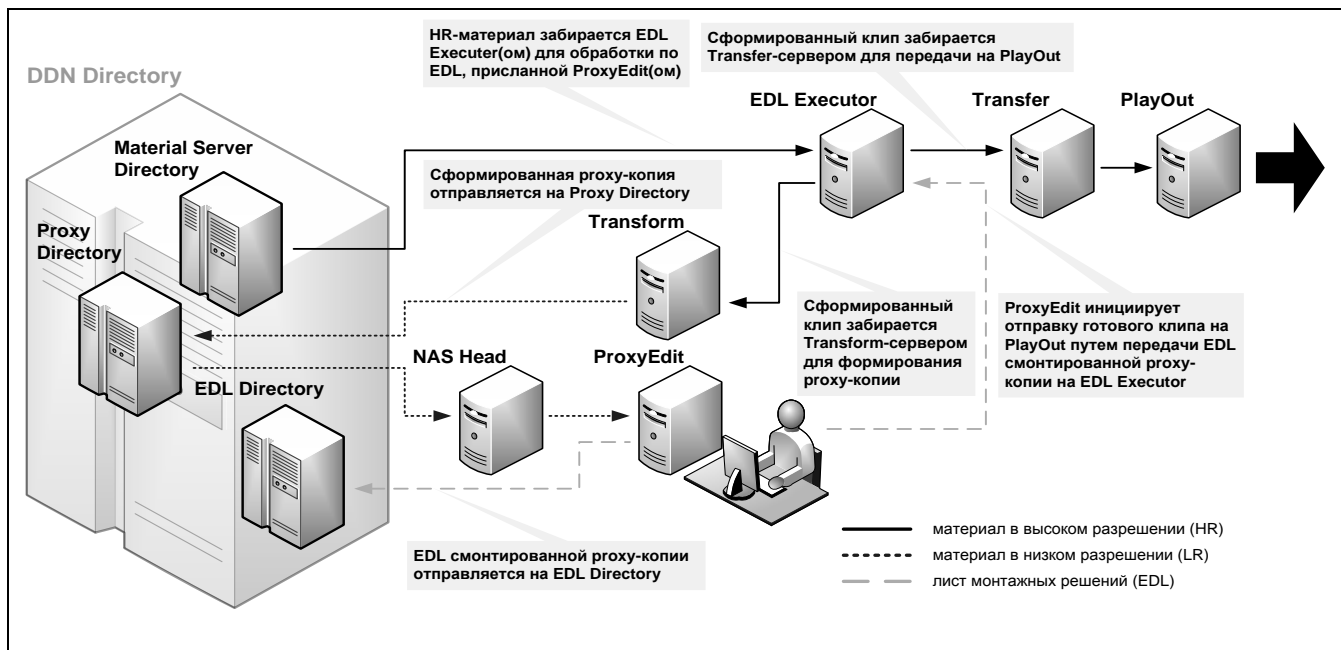 HR-материал забирается EDL
Executer(ом) для обработки по
EDL, присланной ProxyEdit(ом)
Сформированный клип забирается
Transfer-сервером для передачи на PlayOut
DDN Directory
EDL Executor
Transfer
PlayOut
Material Server
Directory
Сформированная proxy-копия
отправляется на Proxy Directory
Proxy
Directory
Transform
Сформированный
клип забирается
Transform-сервером
для формирования
proxy-копии
ProxyEdit инициирует
отправку готового клипа на
PlayOut путем передачи EDL
смонтированной proxy-
копии на EDL Executor
NAS Head
ProxyEdit
EDL Directory
EDL смонтированной proxy-копии
отправляется на EDL Directory
материал в высоком разрешении (HR)
материал в низком разрешении (LR)
лист монтажных решений (EDL)